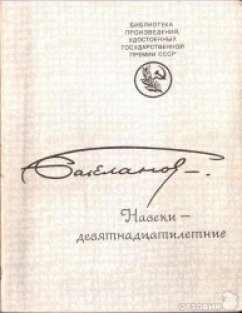 БИБЛИОТЕКА
ПРОИЗВЕДЕНИЙ,
УДОСТОЕННЫХ
ГОСУДАРСТВЕННОЙ
ПРЕМИИ СССР
Бакланов
Навеки —
девятнадцатилетние